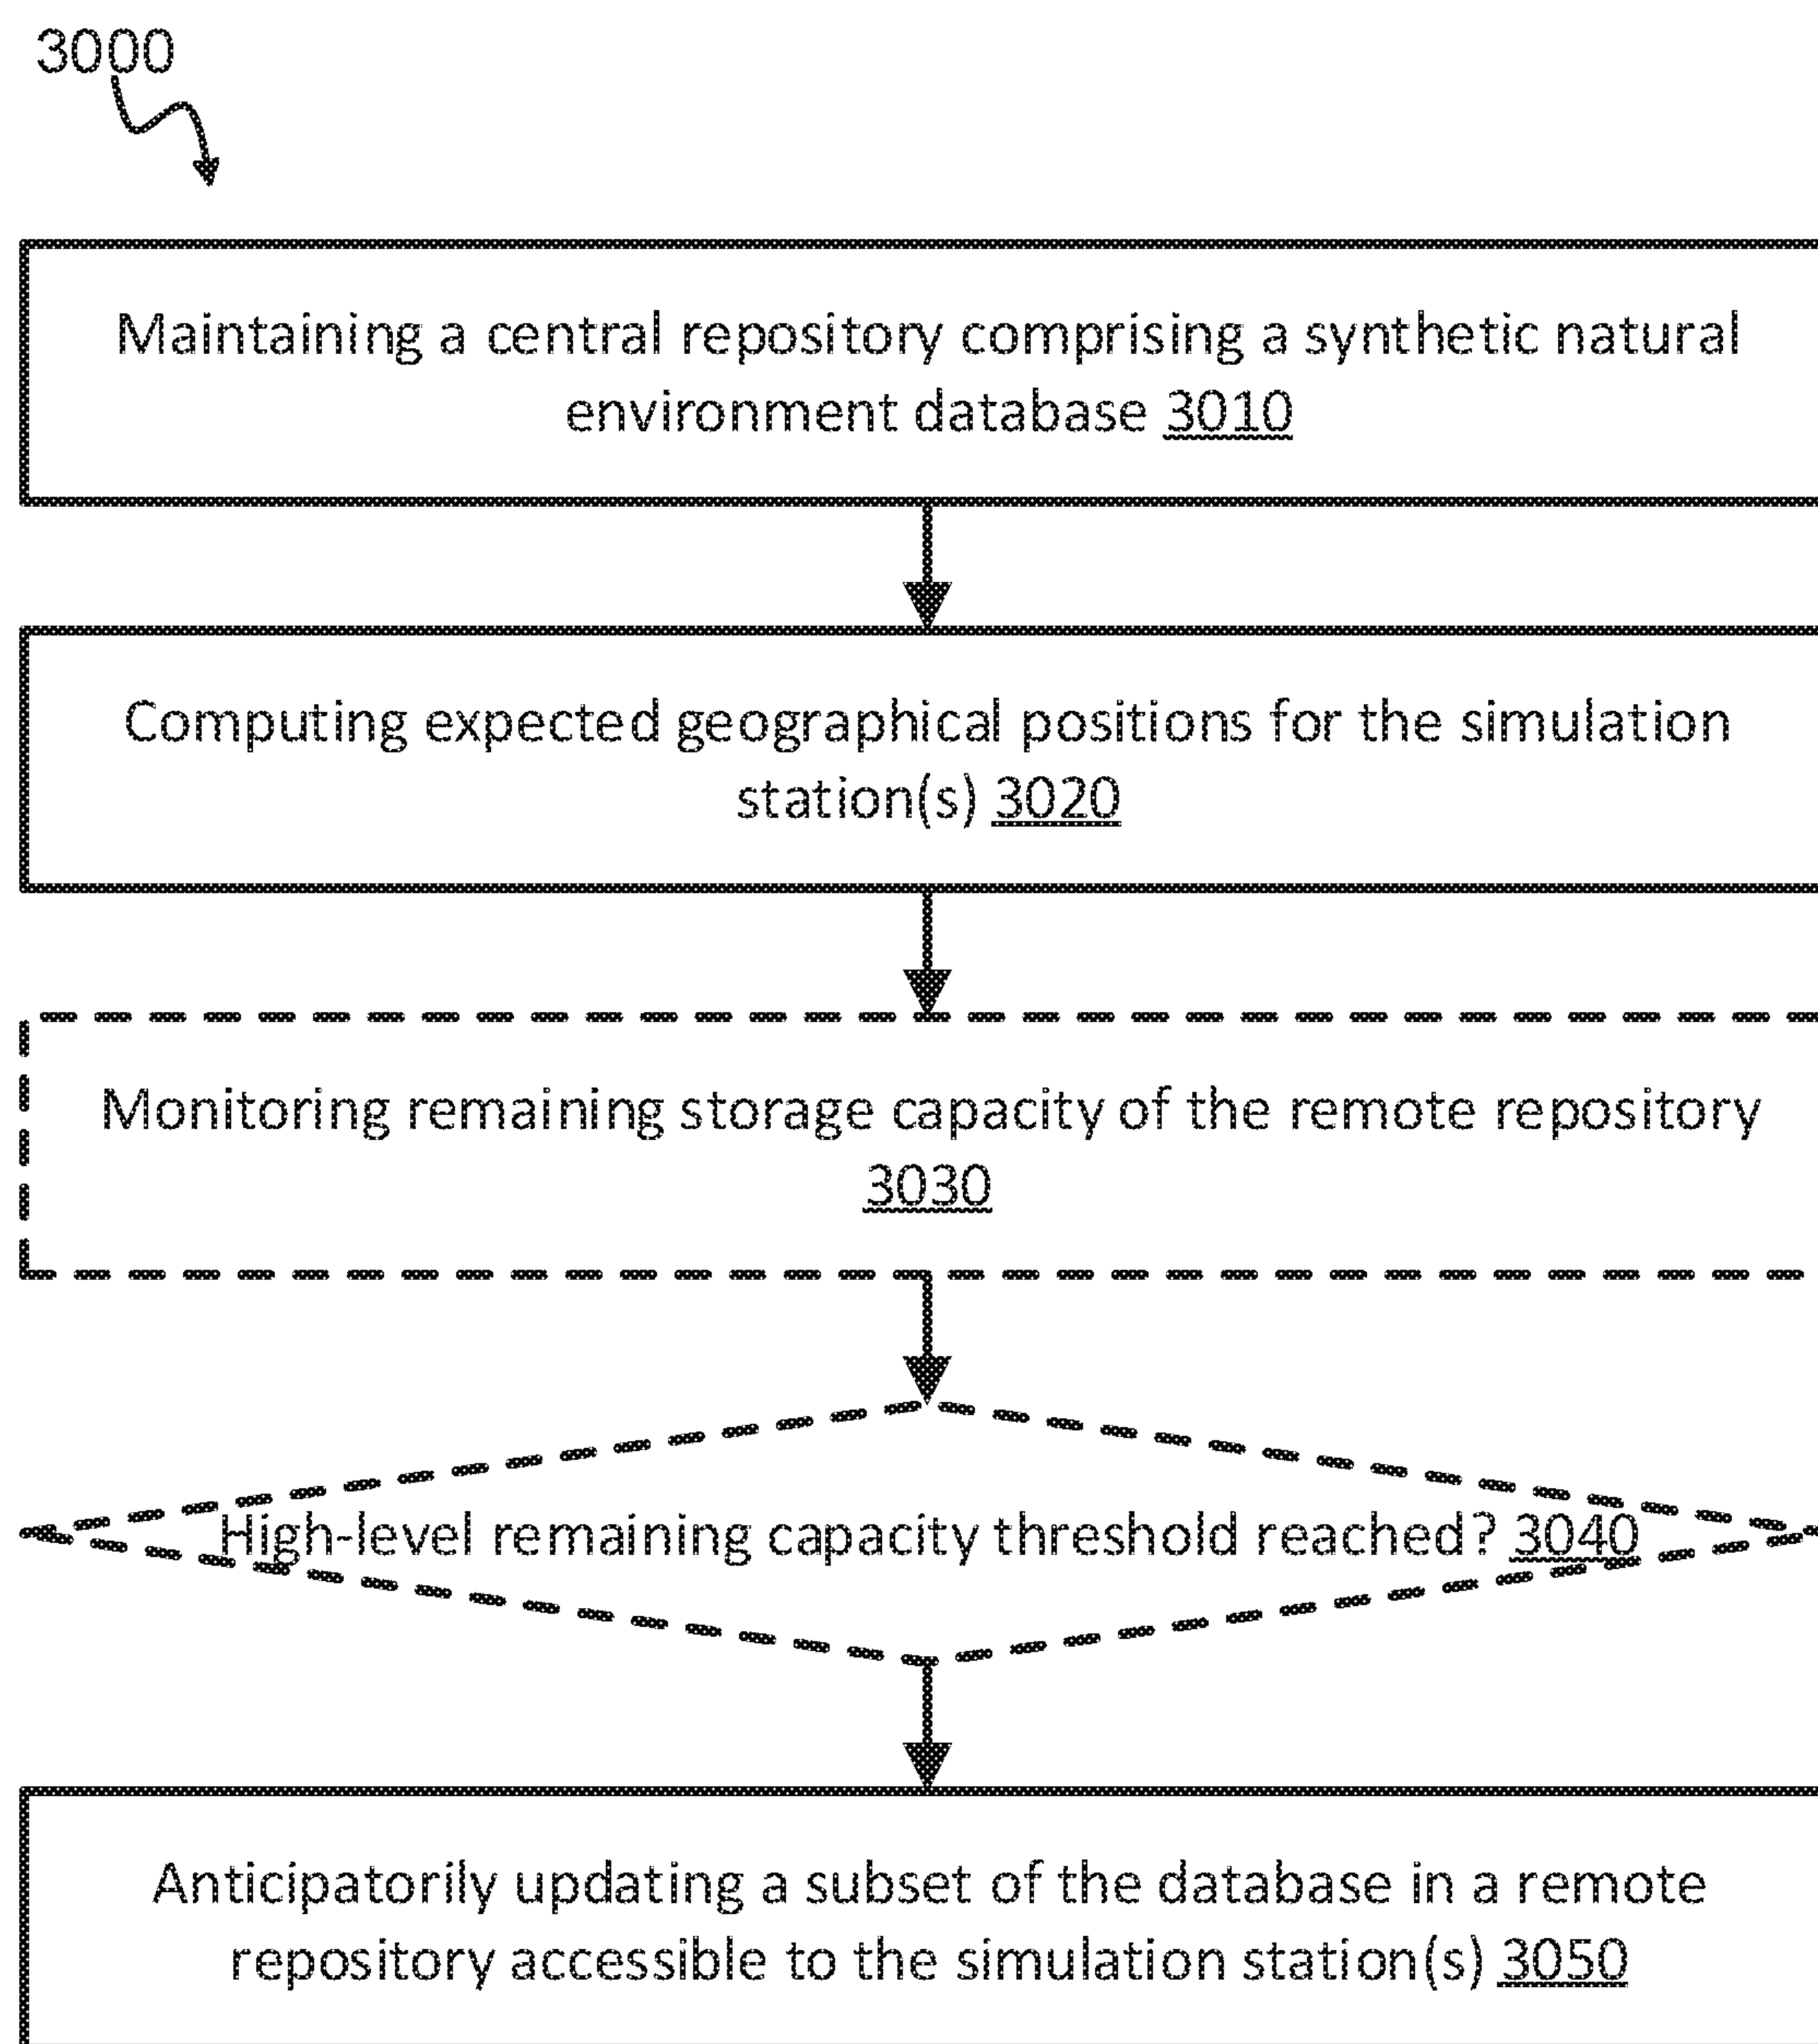 3000
Maintaining a central repository comprising a synthetic natural
environment database 3010
Computing expected geographical positions for the simulation
station(s) 3020
Monitoring remaining storage capacity of the remote repository
3030
High-level remaining capacity threshold reached? 3040
Anticipatorily updating a subset of the database in a remote
repository accessible to the simulation station(s) 3050